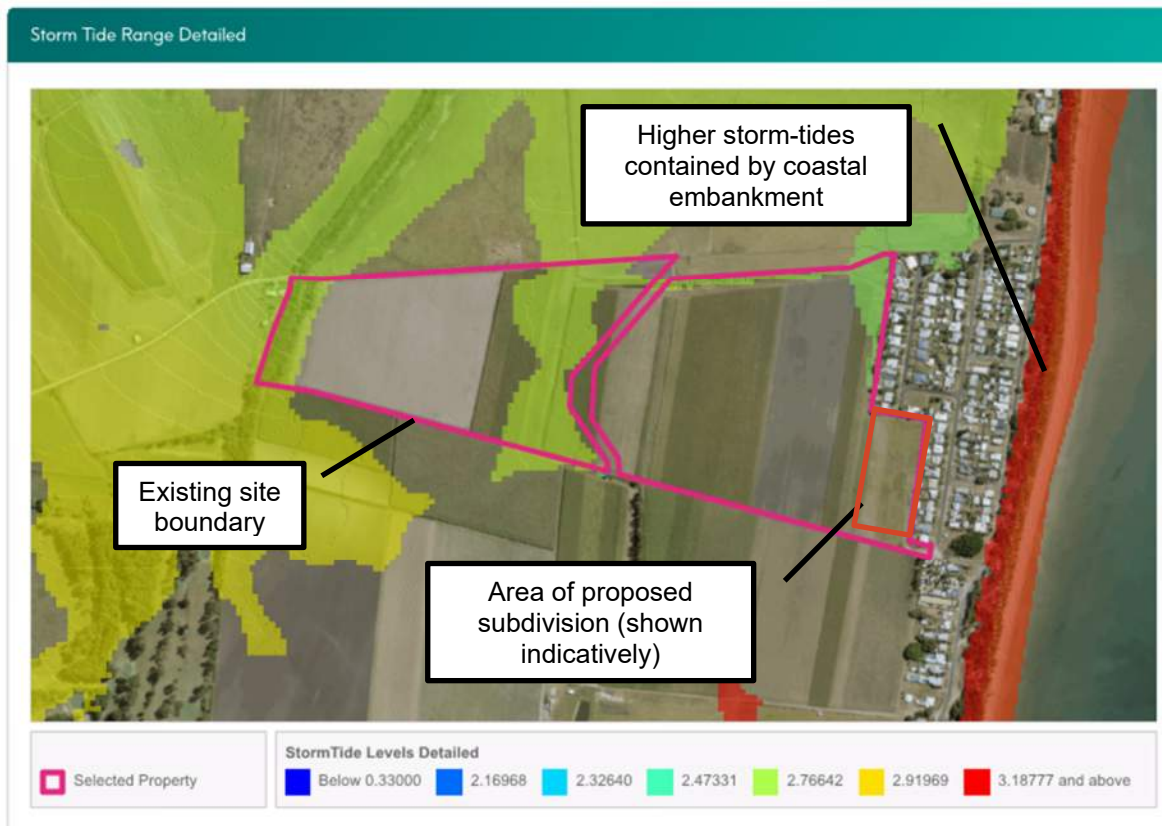 Storm Tide Range Detailed
Higher storm-tides
contained by coastal
embankment
Existing site
boundary
Area of proposed
subdivision (shown
indicatively)
Selected Property
StormTide Levels Detailed
Below 0.33000 2.16968 2.32640 2.47331 2.76642 2.91969 3.18777 and above